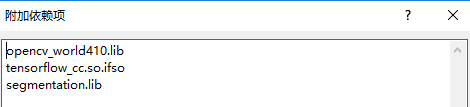 附加依赖项
opencv_world410.lib
tensorflow_cc.so.ifso
segmentation.lib